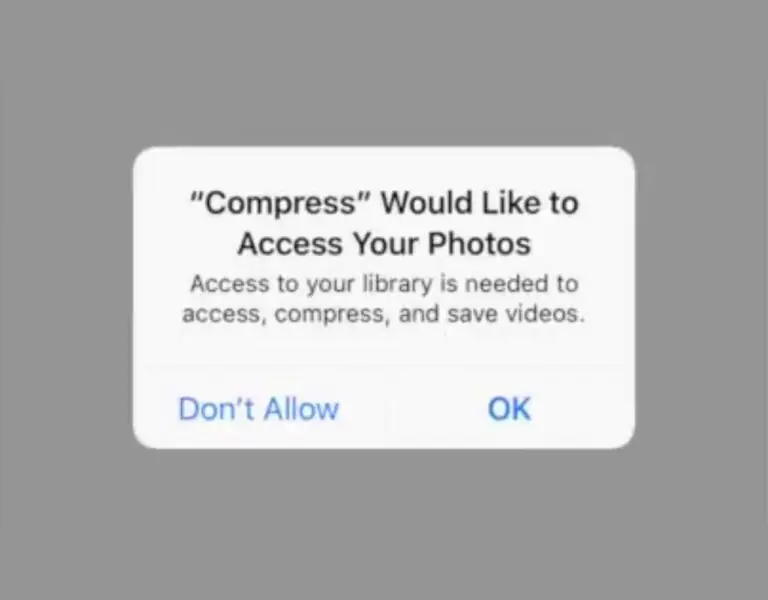 “Compress” Would Like to
Access Your Photos
Access to your library is needed to
access, compress, and save videos.
Don’t Allow
OK